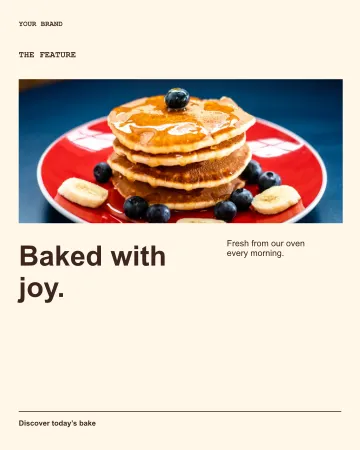 YOUR BRAND
THE FEATURE
Baked with
joy.
Fresh from our oven
every morning.
Discover today's bake